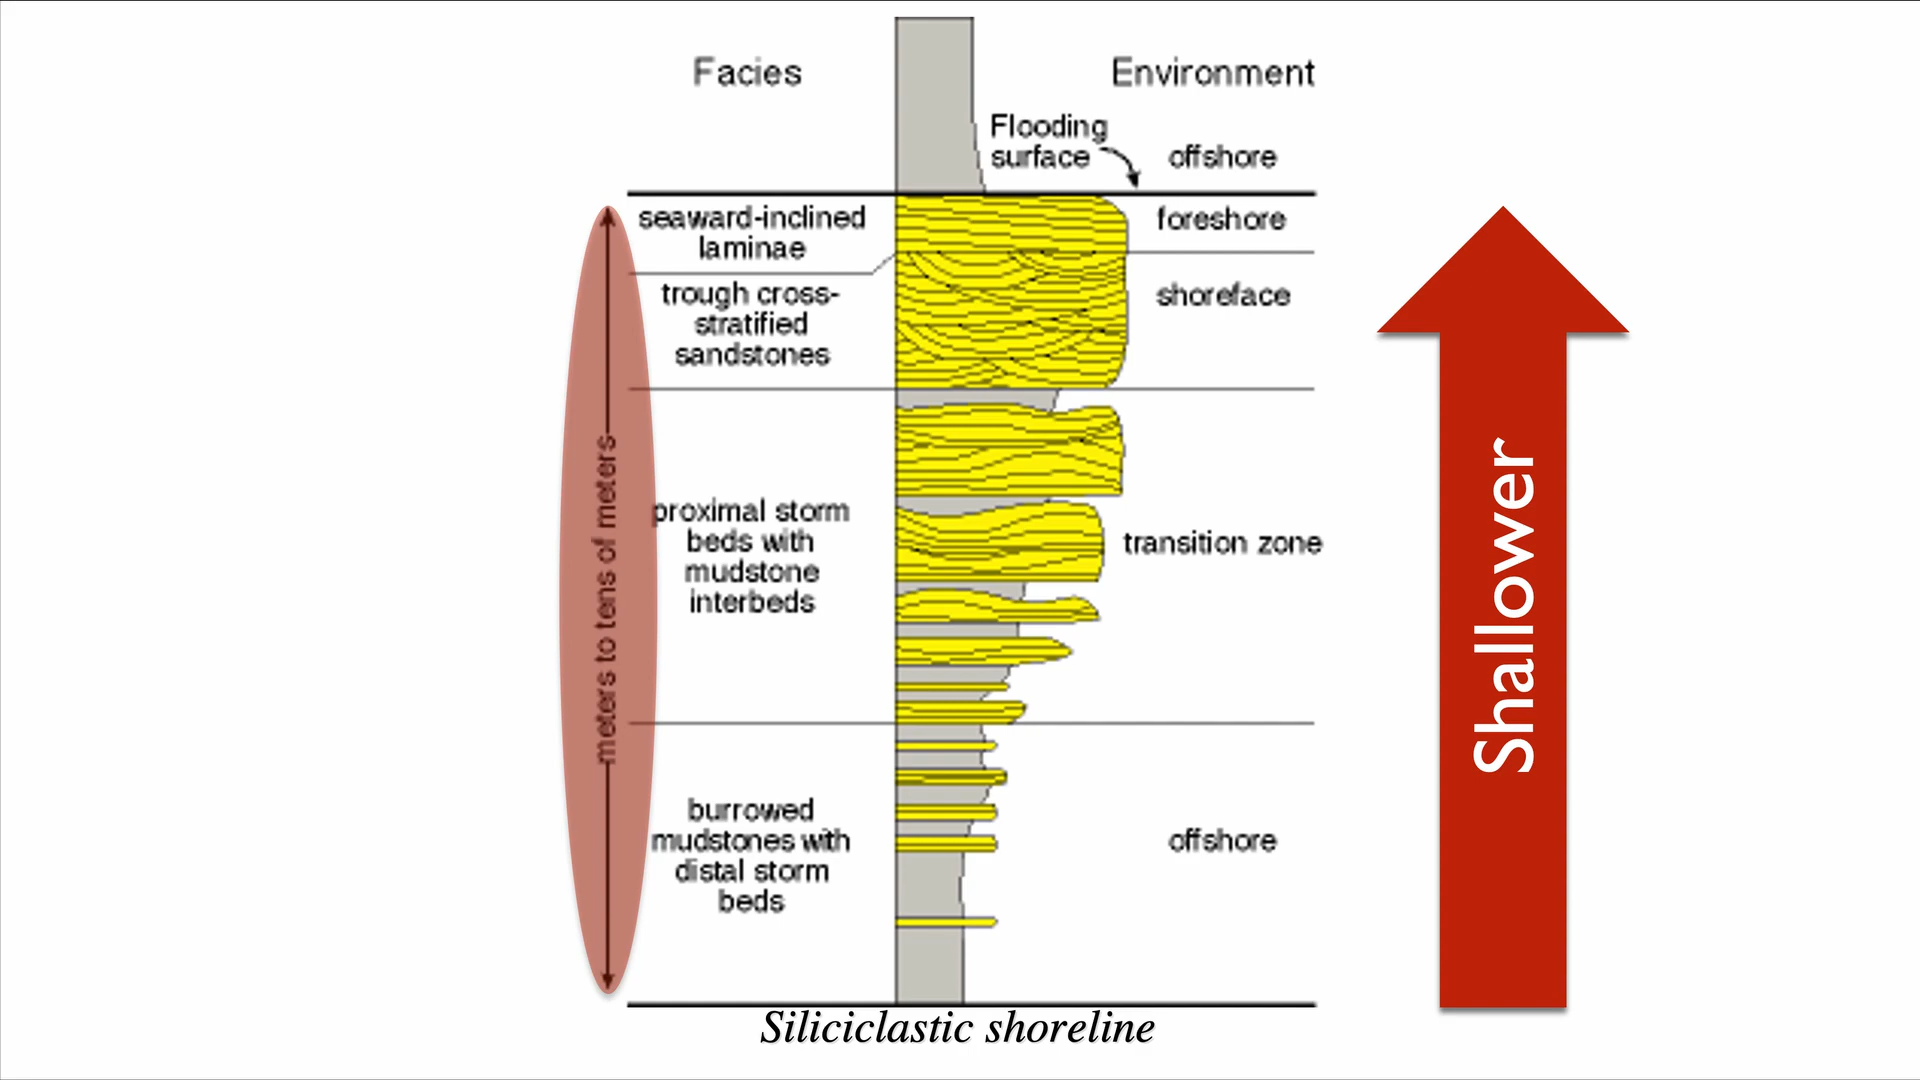 Facies
Environment
Flooding
surface
offshore
seaward-inclined
laminae
foreshore
trough cross-
stratified
sandstones
shoreface
meters to tens of meters
proximal storm
beds with
mudstone
interbeds
transition zone
Shallower
burrowed
mudstones with
distal storm
beds
offshore
Siliciclastic shoreline